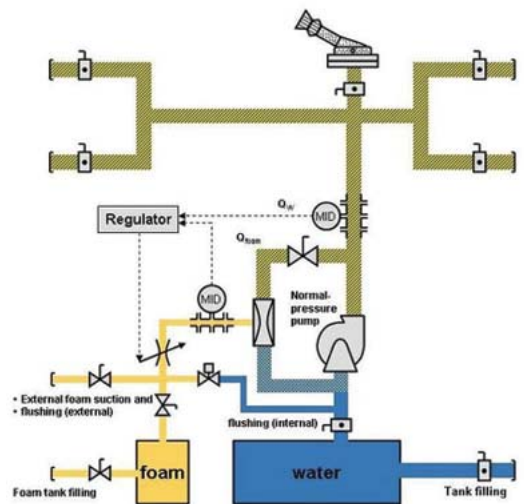 Q_W
MID
Regulator
Q_foam
MID
Normal-
pressure
pump
• External foam suction and
• flushing (external)
flushing (internal)
foam
water
Foam tank filling
Tank filling